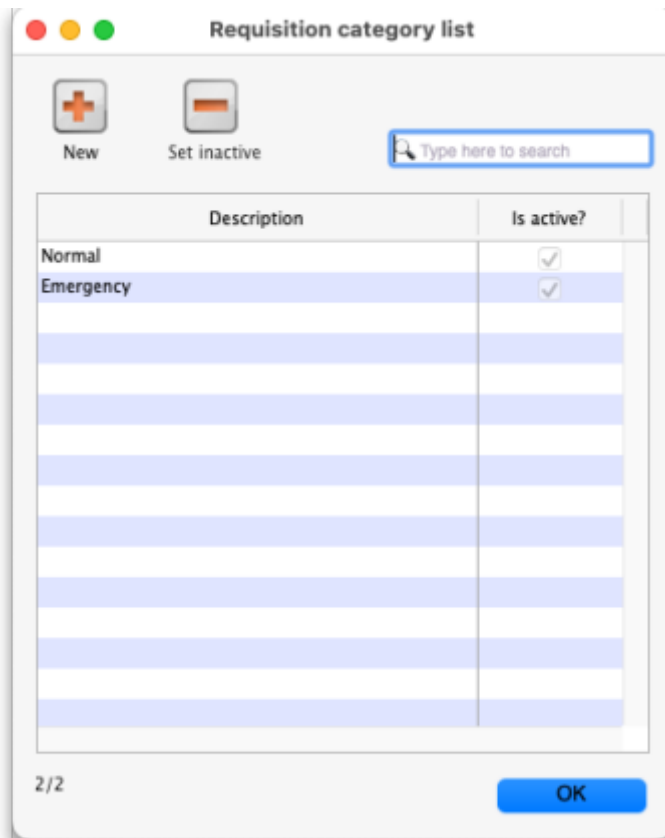 Requisition category list
New Set inactive
Type here to search
Description Is active?
Normal
Emergency
2/2
OK